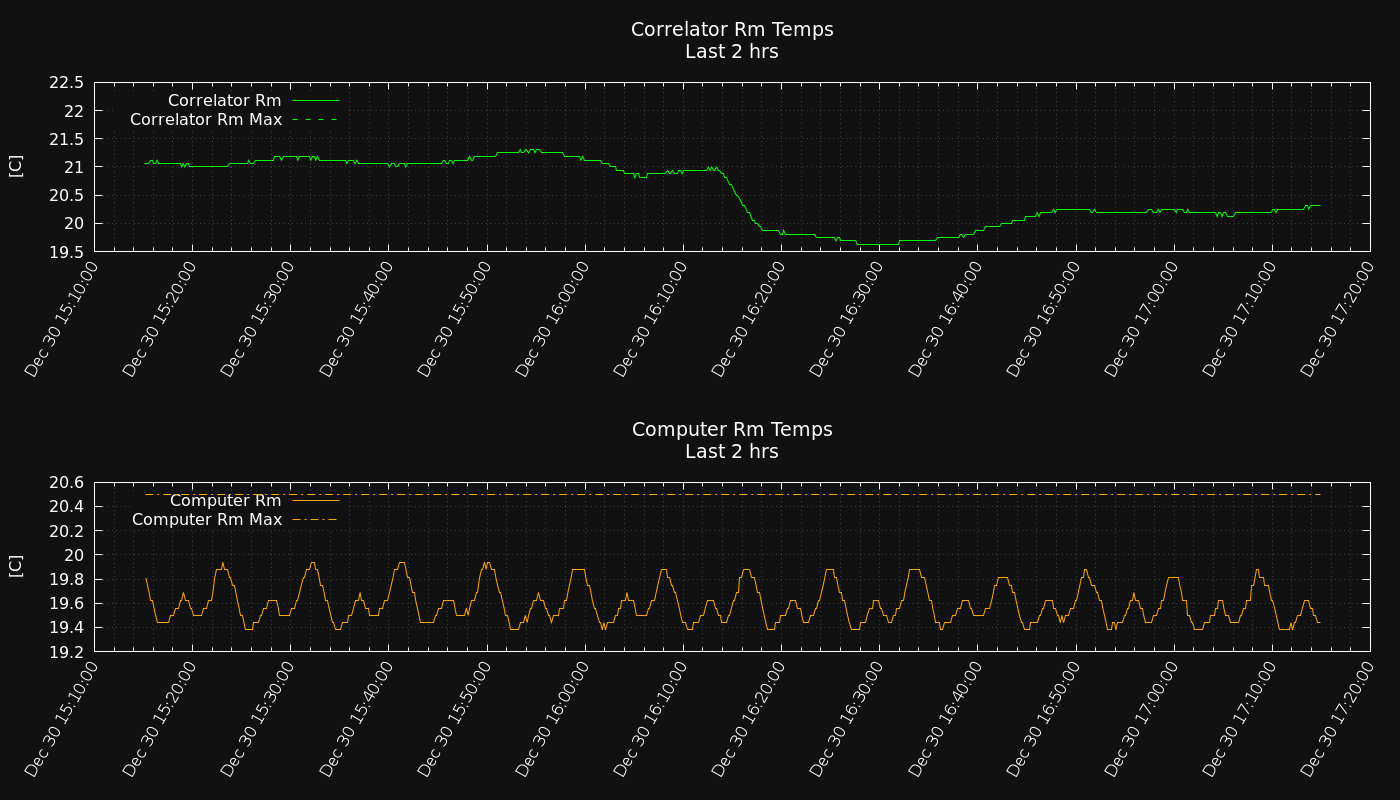 Correlator Rm Temps
Last 2 hrs
22.5
22
21.5
21
20.5
20
19.5
[C]
Correlator Rm
Correlator Rm Max
Dec 30 15:10:00
Dec 30 15:20:00
Dec 30 15:30:00
Dec 30 15:40:00
Dec 30 15:50:00
Dec 30 16:00:00
Dec 30 16:10:00
Dec 30 16:20:00
Dec 30 16:30:00
Dec 30 16:40:00
Dec 30 16:50:00
Dec 30 17:00:00
Dec 30 17:10:00
Dec 30 17:20:00
Computer Rm Temps
Last 2 hrs
20.6
20.4
20.2
20
19.8
19.6
19.4
19.2
[C]
Computer Rm
Computer Rm Max
Dec 30 15:10:00
Dec 30 15:20:00
Dec 30 15:30:00
Dec 30 15:40:00
Dec 30 15:50:00
Dec 30 16:00:00
Dec 30 16:10:00
Dec 30 16:20:00
Dec 30 16:30:00
Dec 30 16:40:00
Dec 30 16:50:00
Dec 30 17:00:00
Dec 30 17:10:00
Dec 30 17:20:00